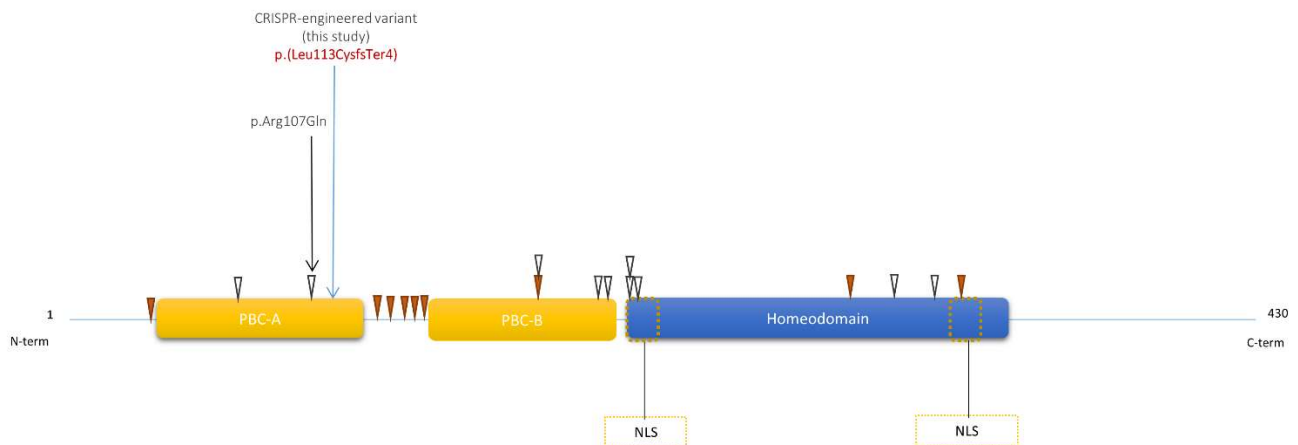 CRISPR-engineered variant
(this study)
p.(Leu113CysfsTer4)
p.Arg107Gln
1
PBC-A
PBC-B
Homeodomain
430
N-term
C-term
NLS
NLS